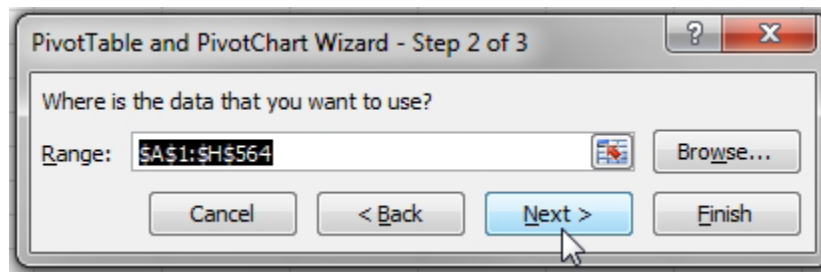 PivotTable and PivotChart Wizard - Step 2 of 3 ? X
Where is the data that you want to use?
Range: $A$1:$H$564 Browse...
Cancel < Back Next > Finish